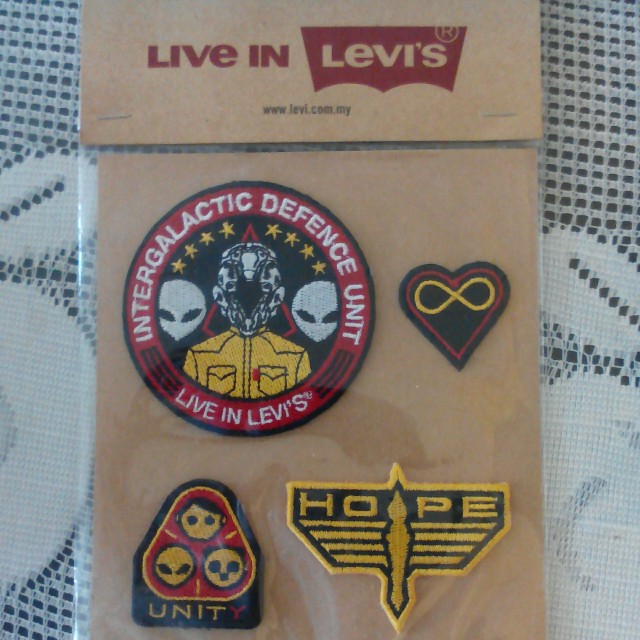 LIVE IN LEVI'S®
www.levi.com.my
INTERGALACTIC DEFENCE UNIT
LIVE IN LEVI'S®
UNITY
HOPE